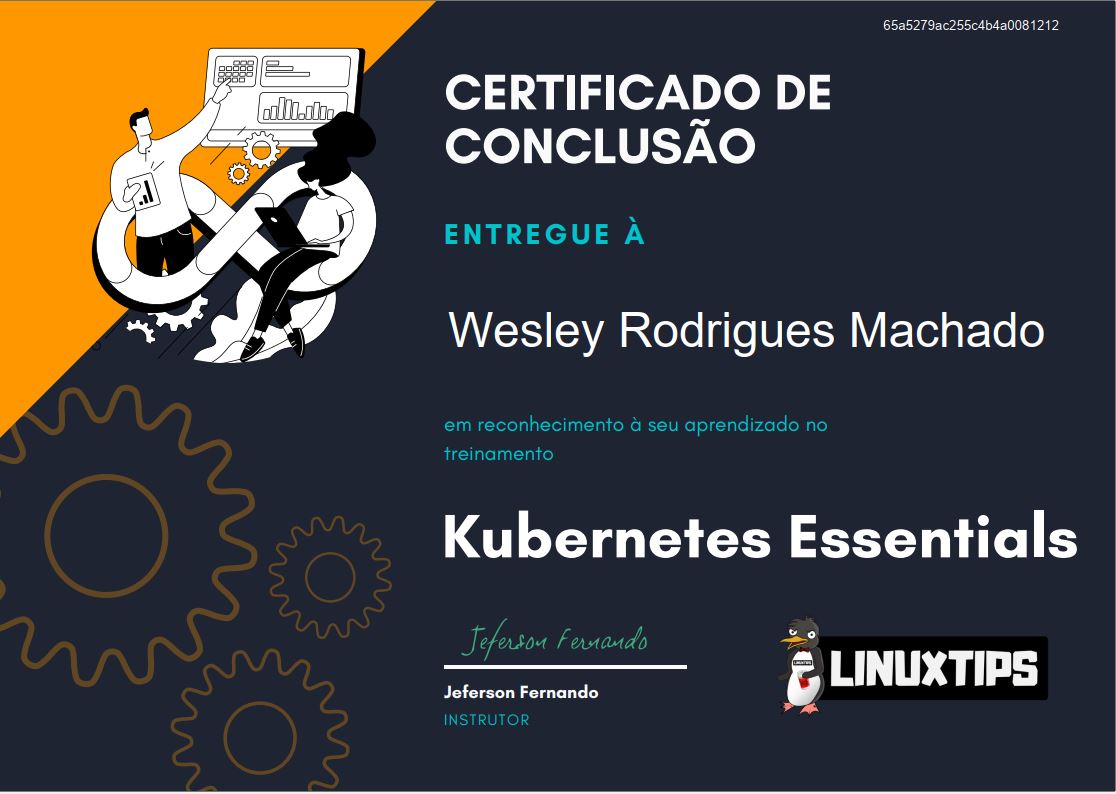 65a5279ac255c4b4a0081212
CERTIFICADO DE
CONCLUSÃO
ENTREGUE À
Wesley Rodrigues Machado
em reconhecimento à seu aprendizado no
treinamento
Kubernetes Essentials
Jeferson Fernando
Jeferson Fernando
INSTRUTOR
LINUXTIPS
LINUXTIPS